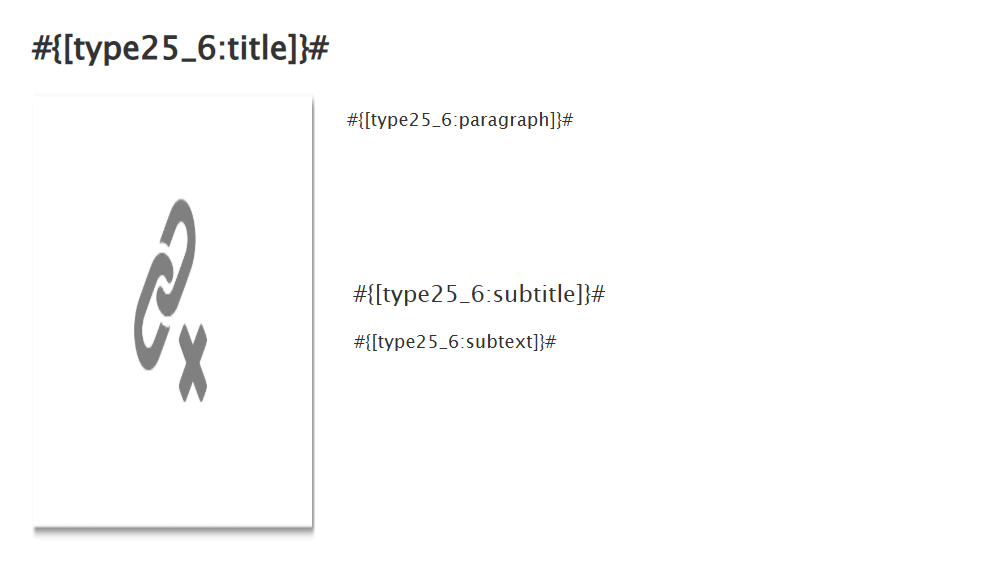 #{[type25_6:title]}#
#{[type25_6:paragraph]}#
#{[type25_6:subtitle]}#
#{[type25_6:subtext]}#